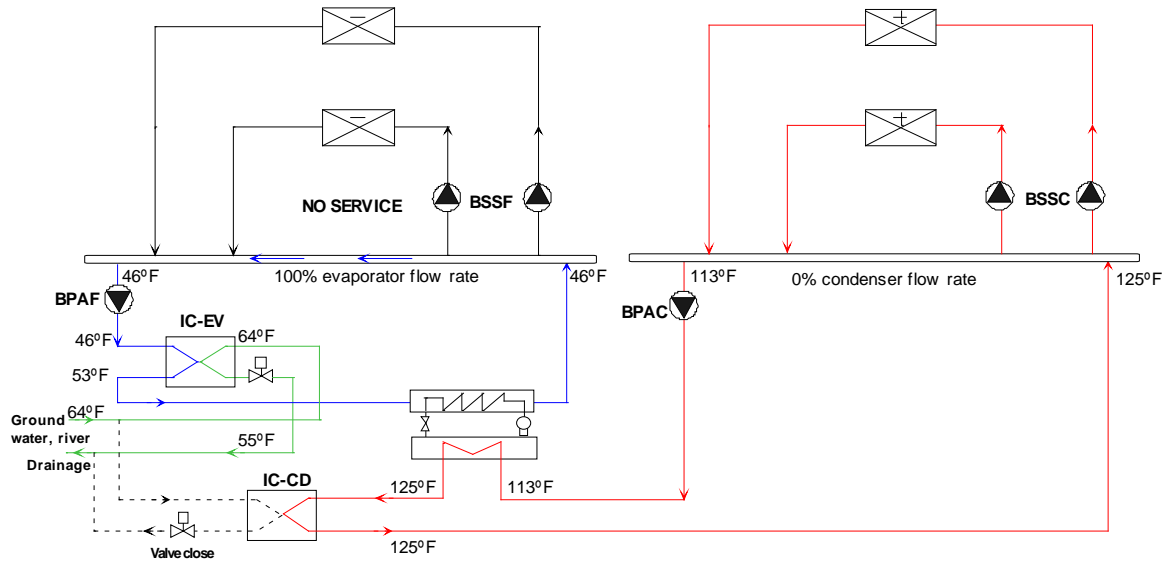 NO SERVICE
BSSF
BSSC
46ºF
100% evaporator flow rate
46ºF
113ºF
0% condenser flow rate
125ºF
BPAF
BPAC
IC-EV
46ºF
64ºF
53ºF
64ºF
Ground
water, river
55ºF
Drainage
IC-CD
125ºF
113ºF
125ºF
Valve close